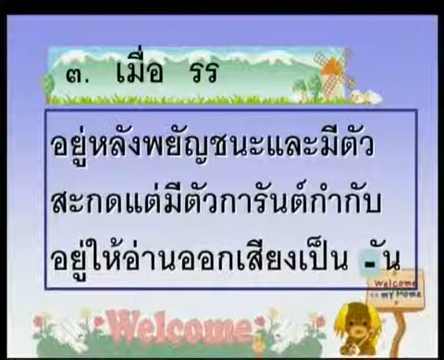 ๓. เมื่อ รร
อยู่หลังพยัญชนะและมีตัว
สะกดแต่มีตัวการันต์กำกับ
อยู่ให้อ่านออกเสียงเป็น -ัน
Welcome
to my Home
Welcome